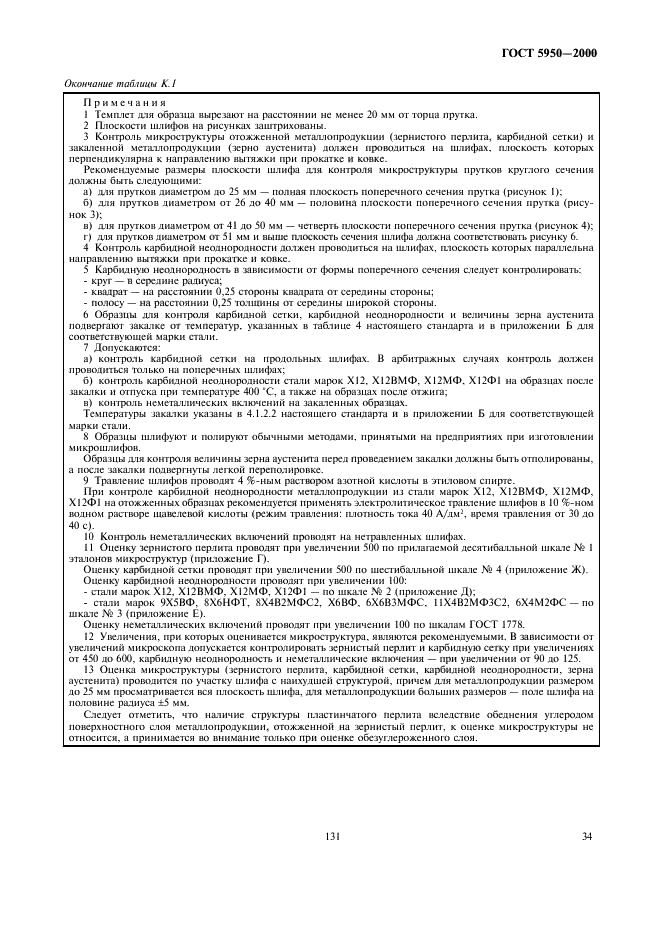 ГОСТ 5950—2000
Окончание таблицы К.1
Примечания
1 Темплет для образца вырезают на расстоянии не менее 20 мм от торца прутка.
2 Плоскости шлифов на рисунках заштрихованы.
3 Контроль микроструктуры отожженной металлопродукции (зернистого перлита, карбидной сетки) и
закаленной металлопродукции (зерно аустенита) должен проводиться на шлифах, плоскость которых
перпендикулярна к направлению вытяжки при прокатке и ковке.
Рекомендуемые размеры плоскости шлифа для контроля микроструктуры прутков круглого сечения
должны быть следующими:
а) для прутков диаметром до 25 мм — полная плоскость поперечного сечения прутка (рисунок 1);
б) для прутков диаметром от 26 до 40 мм — половина плоскости поперечного сечения прутка (рису-
нок 3);
в) для прутков диаметром от 41 до 50 мм — четверть плоскости поперечного сечения прутка (рисунок 4);
г) для прутков диаметром от 51 мм и выше плоскость сечения шлифа должна соответствовать рисунку 6.
4 Контроль карбидной неоднородности должен проводиться на шлифах, плоскость которых параллельна
направлению вытяжки при прокатке и ковке.
5 Карбидную неоднородность в зависимости от формы поперечного сечения следует контролировать:
- круг — в середине радиуса;
- квадрат — на расстоянии 0,25 стороны квадрата от середины стороны;
- полосу — на расстоянии 0,25 толщины от середины широкой стороны.
6 Образцы для контроля карбидной сетки, карбидной неоднородности и величины зерна аустенита
подвергают закалке от температур, указанных в таблице 4 настоящего стандарта и в приложении Б для
соответствующей марки стали.
7 Допускаются:
а) контроль карбидной сетки на продольных шлифах. В арбитражных случаях контроль должен
проводиться только на поперечных шлифах;
б) контроль карбидной неоднородности стали марок Х12, Х12ВМФ, Х12МФ, Х12Ф1 на образцах после
закалки и отпуска при температуре 400 °С, а также на образцах после отжига;
в) контроль неметаллических включений на закаленных образцах.
Температуры закалки указаны в 4.1.2.2 настоящего стандарта и в приложении Б для соответствующей
марки стали.
8 Образцы шлифуют и полируют обычными методами, принятыми на предприятиях при изготовлении
микрошлифов.
Образцы для контроля величины зерна аустенита перед проведением закалки должны быть отполированы,
а после закалки подвергнуты легкой переполировке.
9 Травление шлифов проводят 4 %-ным раствором азотной кислоты в этиловом спирте.
При контроле карбидной неоднородности металлопродукции из стали марок Х12, Х12ВМФ, Х12МФ,
Х12Ф1 на отожженных образцах рекомендуется применять электролитическое травление шлифов в 10 %-ном
водном растворе щавелевой кислоты (режим травления: плотность тока 40 А/дм², время травления от 30 до
40 с).
10 Контроль неметаллических включений проводят на нетравленных шлифах.
11 Оценку зернистого перлита проводят при увеличении 500 по прилагаемой десятибалльной шкале № 1
эталонов микроструктур (приложение Г).
Оценку карбидной сетки проводят при увеличении 500 по шестибалльной шкале № 4 (приложение Ж).
Оценку карбидной неоднородности проводят при увеличении 100:
- стали марок Х12, Х12ВМФ, Х12МФ, Х12Ф1 — по шкале № 2 (приложение Д);
- стали марок 9Х5ВФ, 8Х6НФТ, 8Х4В2МФС2, Х6ВФ, 6Х6В3МФС, 11Х4В2МФ3С2, 6Х4М2ФС — по
шкале № 3 (приложение Е).
Оценку неметаллических включений проводят при увеличении 100 по шкалам ГОСТ 1778.
12 Увеличения, при которых оценивается микроструктура, являются рекомендуемыми. В зависимости от
увеличений микроскопа допускается контролировать зернистый перлит и карбидную сетку при увеличениях
от 450 до 600, карбидную неоднородность и неметаллические включения — при увеличении от 90 до 125.
13 Оценка микроструктуры (зернистого перлита, карбидной сетки, карбидной неоднородности, зерна
аустенита) проводится по участку шлифа с наихудшей структурой, причем для металлопродукции размером
до 25 мм просматривается вся плоскость шлифа, для металлопродукции больших размеров — поле шлифа на
половине радиуса ±5 мм.
Следует отметить, что наличие структуры пластинчатого перлита вследствие обеднения углеродом
поверхностного слоя металлопродукции, отожженной на зернистый перлит, к оценке микроструктуры не
относится, а принимается во внимание только при оценке обезуглероженного слоя.
131
34